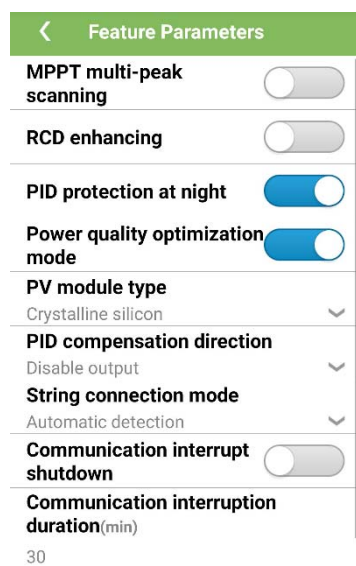 Feature Parameters
MPPT multi-peak
scanning
RCD enhancing
PID protection at night
Power quality optimization
mode
PV module type
Crystalline silicon
PID compensation direction
Disable output
String connection mode
Automatic detection
Communication interrupt
shutdown
Communication interruption
duration(min)
30